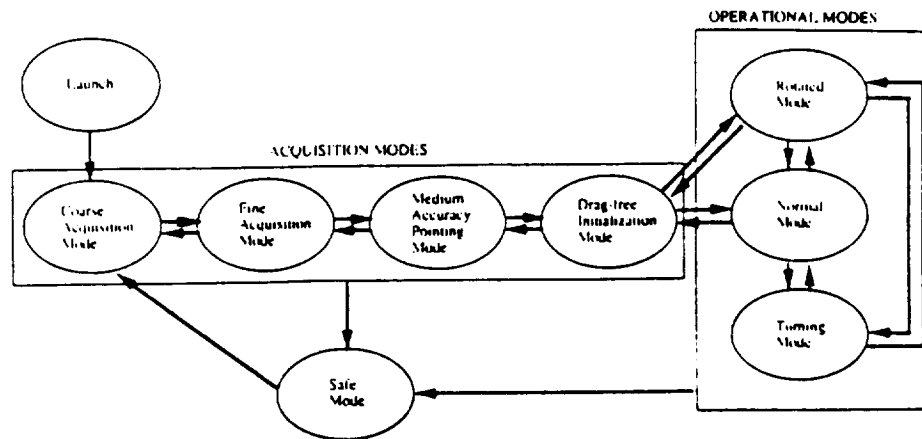 OPERATIONAL MODES
Launch
Rotated
Mode
ACQUISITION MODES
Coarse
Acquisition
Mode
Fine
Acquisition
Mode
Medium
Accuracy
Pointing
Mode
Drag-free
Initialization
Mode
Normal
Mode
Turning
Mode
Safe
Mode